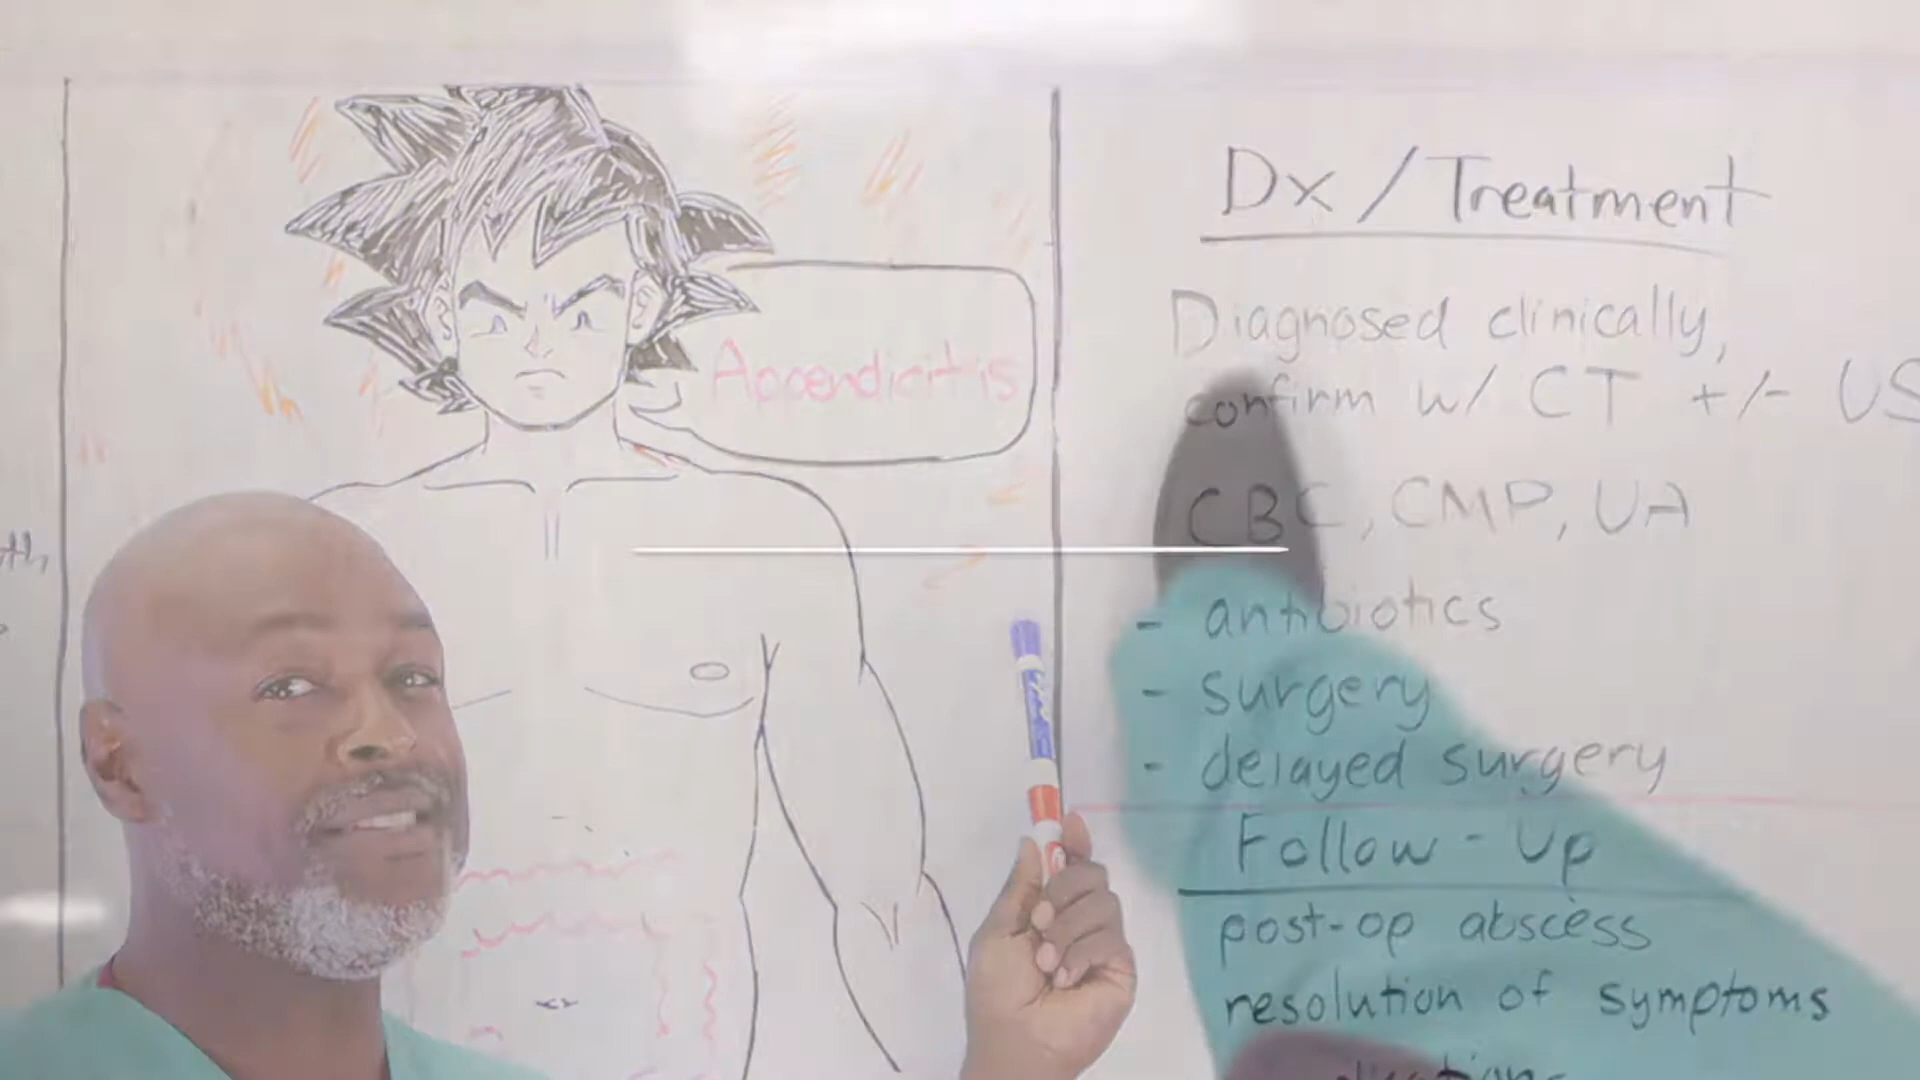 Appendicitis
Dx / Treatment
Diagnosed clinically,
confirm w/ CT +/- US
CBC, CMP, UA
- antibiotics
- surgery
- delayed surgery
Follow - Up
post-op abscess
resolution of symptoms